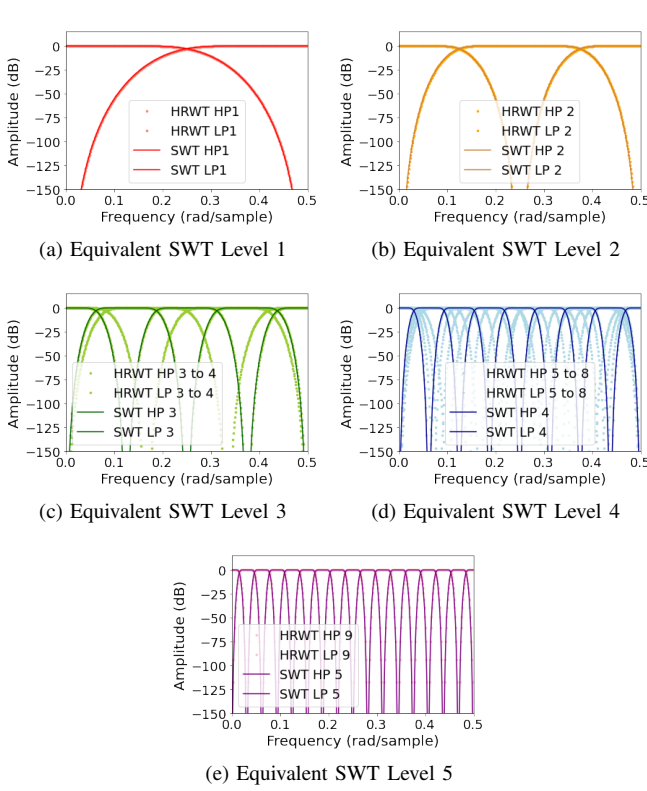 0
−25
−50
−75
−100
−125
−150
Amplitude (dB)
HRWT HP1
HRWT LP1
SWT HP1
SWT LP1
0.0 0.1 0.2 0.3 0.4 0.5
Frequency (rad/sample)
(a) Equivalent SWT Level 1
0
−25
−50
−75
−100
−125
−150
Amplitude (dB)
HRWT HP 2
HRWT LP 2
SWT HP 2
SWT LP 2
0.0 0.1 0.2 0.3 0.4 0.5
Frequency (rad/sample)
(b) Equivalent SWT Level 2
0
−25
−50
−75
−100
−125
−150
Amplitude (dB)
HRWT HP 3 to 4
HRWT LP 3 to 4
SWT HP 3
SWT LP 3
0.0 0.1 0.2 0.3 0.4 0.5
Frequency (rad/sample)
(c) Equivalent SWT Level 3
0
−25
−50
−75
−100
−125
−150
Amplitude (dB)
HRWT HP 5 to 8
HRWT LP 5 to 8
SWT HP 4
SWT LP 4
0.0 0.1 0.2 0.3 0.4 0.5
Frequency (rad/sample)
(d) Equivalent SWT Level 4
0
−25
−50
−75
−100
−125
−150
Amplitude (dB)
HRWT HP 9
HRWT LP 9
SWT HP 5
SWT LP 5
0.0 0.1 0.2 0.3 0.4 0.5
Frequency (rad/sample)
(e) Equivalent SWT Level 5